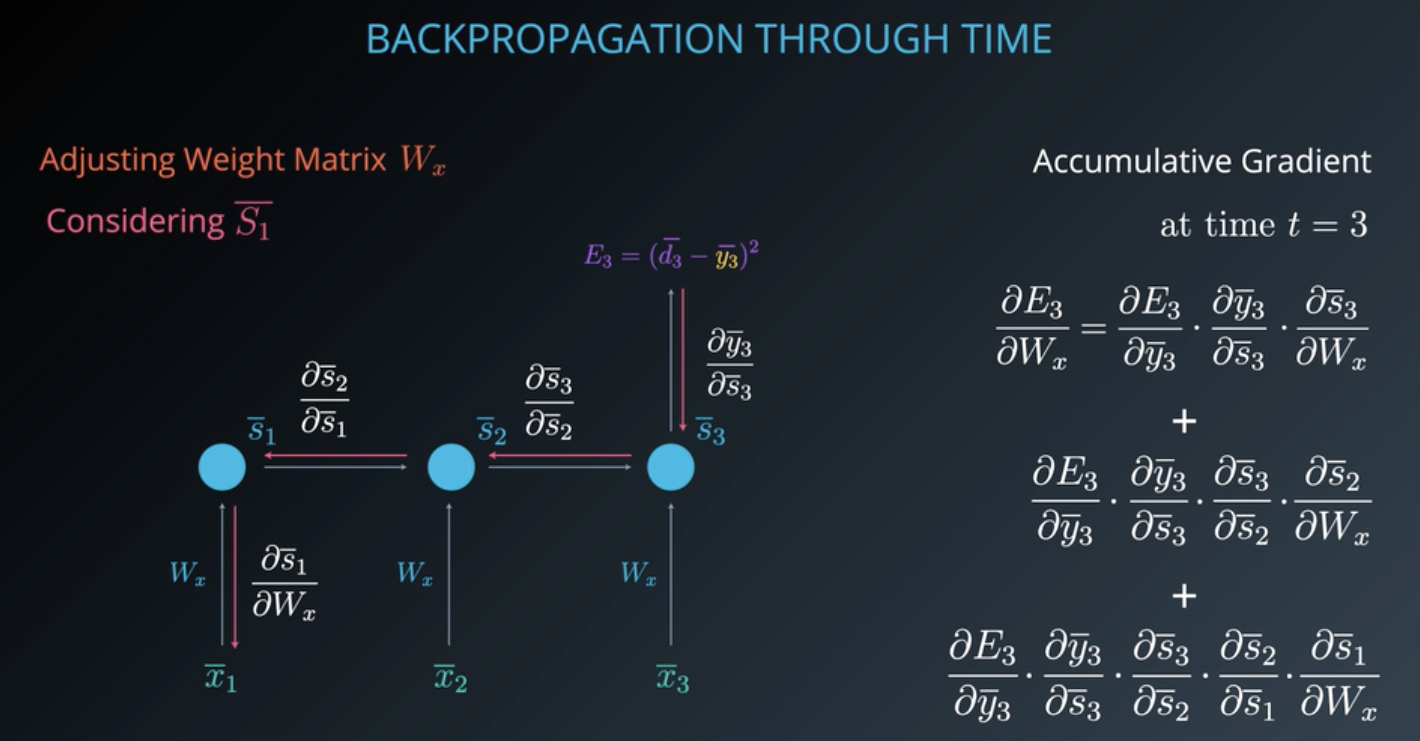 BACKPROPAGATION THROUGH TIME
Adjusting Weight Matrix $W_x$
Considering $\overline{S_1}$
$E_3 = (\overline{d}_3 - \overline{y}_3)^2$
$\frac{\partial \overline{y}_3}{\partial \overline{s}_3}$
$\frac{\partial \overline{s}_2}{\partial \overline{s}_1}$
$\frac{\partial \overline{s}_3}{\partial \overline{s}_2}$
$\overline{s}_1$
$\overline{s}_2$
$\overline{s}_3$
$W_x$
$\frac{\partial \overline{s}_1}{\partial W_x}$
$W_x$
$W_x$
$\overline{x}_1$
$\overline{x}_2$
$\overline{x}_3$
Accumulative Gradient
at time $t = 3$
$\frac{\partial E_3}{\partial W_x} = \frac{\partial E_3}{\partial \overline{y}_3} \cdot \frac{\partial \overline{y}_3}{\partial \overline{s}_3} \cdot \frac{\partial \overline{s}_3}{\partial W_x}$
+
$\frac{\partial E_3}{\partial \overline{y}_3} \cdot \frac{\partial \overline{y}_3}{\partial \overline{s}_3} \cdot \frac{\partial \overline{s}_3}{\partial \overline{s}_2} \cdot \frac{\partial \overline{s}_2}{\partial W_x}$
+
$\frac{\partial E_3}{\partial \overline{y}_3} \cdot \frac{\partial \overline{y}_3}{\partial \overline{s}_3} \cdot \frac{\partial \overline{s}_3}{\partial \overline{s}_2} \cdot \frac{\partial \overline{s}_2}{\partial \overline{s}_1} \cdot \frac{\partial \overline{s}_1}{\partial W_x}$